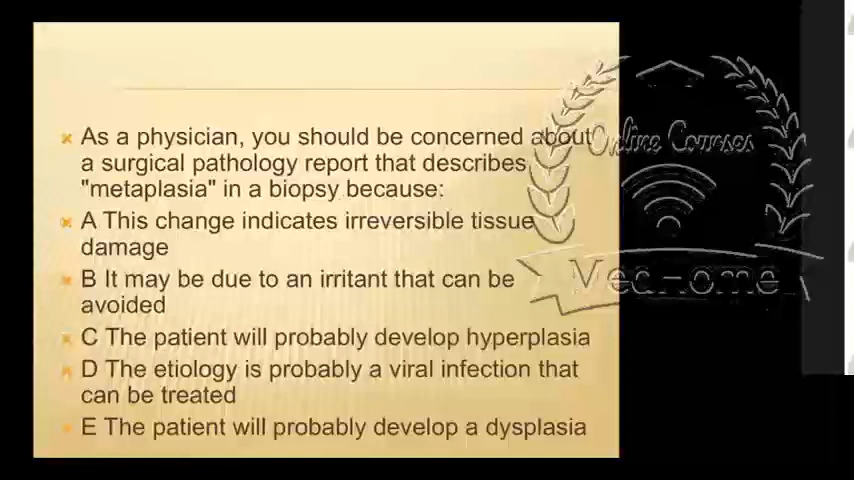 As a physician, you should be concerned about
a surgical pathology report that describes
"metaplasia" in a biopsy because:
A This change indicates irreversible tissue
damage
B It may be due to an irritant that can be
avoided
C The patient will probably develop hyperplasia
D The etiology is probably a viral infection that
can be treated
E The patient will probably develop a dysplasia
Online Courses